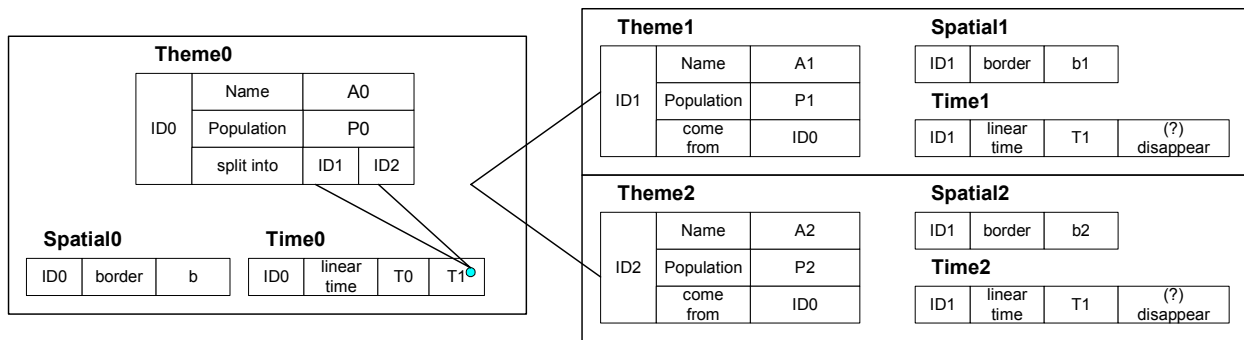 Theme0
ID0
Name
A0
Population
P0
split into
ID1
ID2
Spatial0
ID0
border
b
Time0
ID0
linear
time
T0
T1
Theme1
ID1
Name
A1
Population
P1
come
from
ID0
Spatial1
ID1
border
b1
Time1
ID1
linear
time
T1
(?)
disappear
Theme2
ID2
Name
A2
Population
P2
come
from
ID0
Spatial2
ID1
border
b2
Time2
ID1
linear
time
T1
(?)
disappear